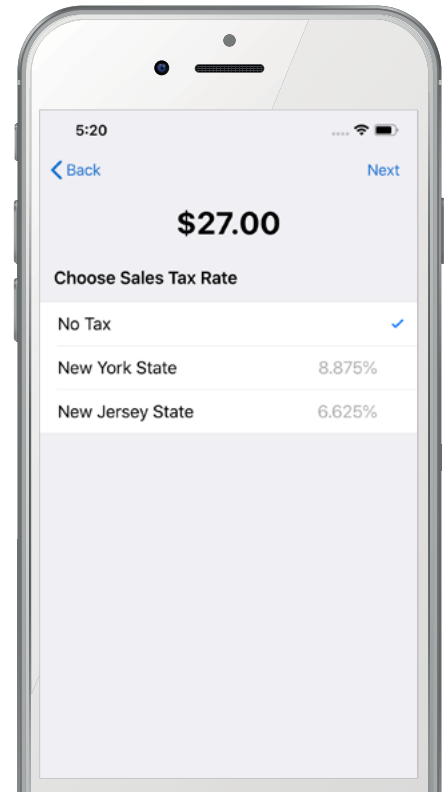 5:20
Back
Next
$27.00
Choose Sales Tax Rate
No Tax
New York State 8.875%
New Jersey State 6.625%